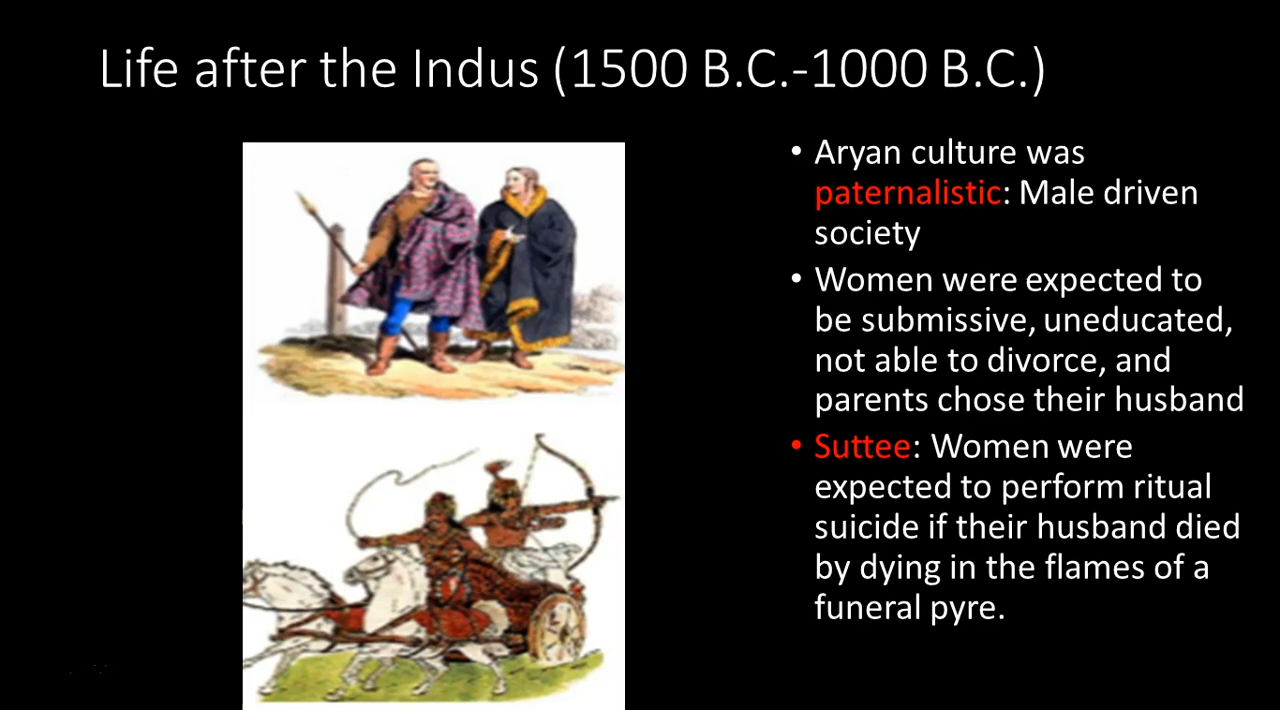 Life after the Indus (1500 B.C.-1000 B.C.)
• Aryan culture was
paternalistic: Male driven
society
• Women were expected to
be submissive, uneducated,
not able to divorce, and
parents chose their husband
• Suttee: Women were
expected to perform ritual
suicide if their husband died
by dying in the flames of a
funeral pyre.